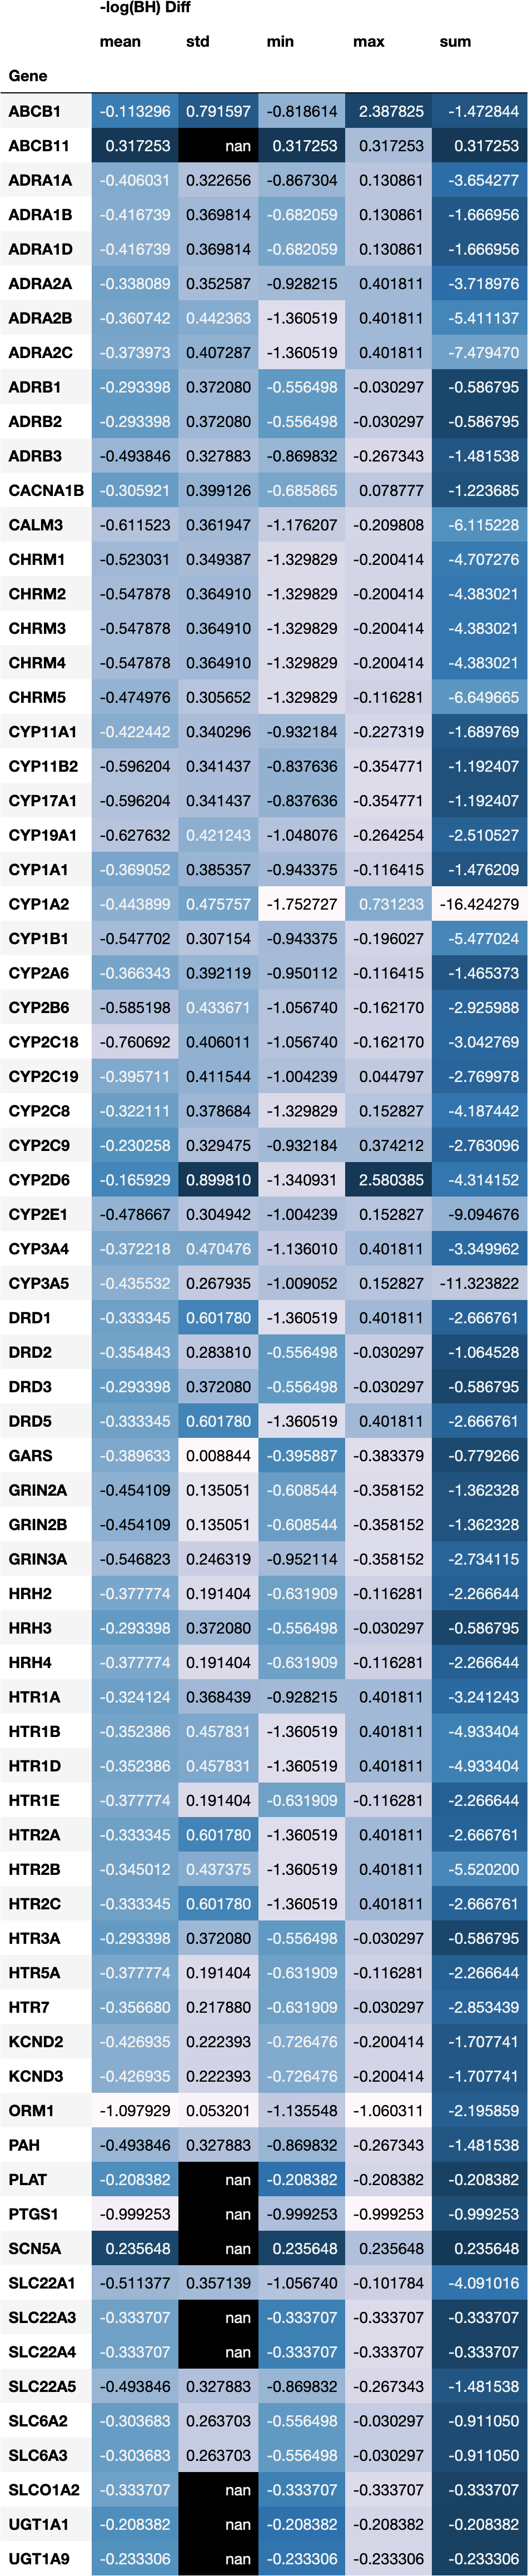 -log(BH) Diff
mean std min max sum
Gene
ABCB1 -0.113296 0.791597 -0.818614 2.387825 -1.472844
ABCB11 0.317253 nan 0.317253 0.317253 0.317253
ADRA1A -0.406031 0.322656 -0.867304 0.130861 -3.654277
ADRA1B -0.416739 0.369814 -0.682059 0.130861 -1.666956
ADRA1D -0.416739 0.369814 -0.682059 0.130861 -1.666956
ADRA2A -0.338089 0.352587 -0.928215 0.401811 -3.718976
ADRA2B -0.360742 0.442363 -1.360519 0.401811 -5.411137
ADRA2C -0.373973 0.407287 -1.360519 0.401811 -7.479470
ADRB1 -0.293398 0.372080 -0.556498 -0.030297 -0.586795
ADRB2 -0.293398 0.372080 -0.556498 -0.030297 -0.586795
ADRB3 -0.493846 0.327883 -0.869832 -0.267343 -1.481538
CACNA1B -0.305921 0.399126 -0.685865 0.078777 -1.223685
CALM3 -0.611523 0.361947 -1.176207 -0.209808 -6.115228
CHRM1 -0.523031 0.349387 -1.329829 -0.200414 -4.707276
CHRM2 -0.547878 0.364910 -1.329829 -0.200414 -4.383021
CHRM3 -0.547878 0.364910 -1.329829 -0.200414 -4.383021
CHRM4 -0.547878 0.364910 -1.329829 -0.200414 -4.383021
CHRM5 -0.474976 0.305652 -1.329829 -0.116281 -6.649665
CYP11A1 -0.422442 0.340296 -0.932184 -0.227319 -1.689769
CYP11B2 -0.596204 0.341437 -0.837636 -0.354771 -1.192407
CYP17A1 -0.596204 0.341437 -0.837636 -0.354771 -1.192407
CYP19A1 -0.627632 0.421243 -1.048076 -0.264254 -2.510527
CYP1A1 -0.369052 0.385357 -0.943375 -0.116415 -1.476209
CYP1A2 -0.443899 0.475757 -1.752727 0.731233 -16.424279
CYP1B1 -0.547702 0.307154 -0.943375 -0.196027 -5.477024
CYP2A6 -0.366343 0.392119 -0.950112 -0.116415 -1.465373
CYP2B6 -0.585198 0.433671 -1.056740 -0.162170 -2.925988
CYP2C18 -0.760692 0.406011 -1.056740 -0.162170 -3.042769
CYP2C19 -0.395711 0.411544 -1.004239 0.044797 -2.769978
CYP2C8 -0.322111 0.378684 -1.329829 0.152827 -4.187442
CYP2C9 -0.230258 0.329475 -0.932184 0.374212 -2.763096
CYP2D6 -0.165929 0.899810 -1.340931 2.580385 -4.314152
CYP2E1 -0.478667 0.304942 -1.004239 0.152827 -9.094676
CYP3A4 -0.372218 0.470476 -1.136010 0.401811 -3.349962
CYP3A5 -0.435532 0.267935 -1.009052 0.152827 -11.323822
DRD1 -0.333345 0.601780 -1.360519 0.401811 -2.666761
DRD2 -0.354843 0.283810 -0.556498 -0.030297 -1.064528
DRD3 -0.293398 0.372080 -0.556498 -0.030297 -0.586795
DRD5 -0.333345 0.601780 -1.360519 0.401811 -2.666761
GARS -0.389633 0.008844 -0.395887 -0.383379 -0.779266
GRIN2A -0.454109 0.135051 -0.608544 -0.358152 -1.362328
GRIN2B -0.454109 0.135051 -0.608544 -0.358152 -1.362328
GRIN3A -0.546823 0.246319 -0.952114 -0.358152 -2.734115
HRH2 -0.377774 0.191404 -0.631909 -0.116281 -2.266644
HRH3 -0.293398 0.372080 -0.556498 -0.030297 -0.586795
HRH4 -0.377774 0.191404 -0.631909 -0.116281 -2.266644
HTR1A -0.324124 0.368439 -0.928215 0.401811 -3.241243
HTR1B -0.352386 0.457831 -1.360519 0.401811 -4.933404
HTR1D -0.352386 0.457831 -1.360519 0.401811 -4.933404
HTR1E -0.377774 0.191404 -0.631909 -0.116281 -2.266644
HTR2A -0.333345 0.601780 -1.360519 0.401811 -2.666761
HTR2B -0.345012 0.437375 -1.360519 0.401811 -5.520200
HTR2C -0.333345 0.601780 -1.360519 0.401811 -2.666761
HTR3A -0.293398 0.372080 -0.556498 -0.030297 -0.586795
HTR5A -0.377774 0.191404 -0.631909 -0.116281 -2.266644
HTR7 -0.356680 0.217880 -0.631909 -0.030297 -2.853439
KCND2 -0.426935 0.222393 -0.726476 -0.200414 -1.707741
KCND3 -0.426935 0.222393 -0.726476 -0.200414 -1.707741
ORM1 -1.097929 0.053201 -1.135548 -1.060311 -2.195859
PAH -0.493846 0.327883 -0.869832 -0.267343 -1.481538
PLAT -0.208382 nan -0.208382 -0.208382 -0.208382
PTGS1 -0.999253 nan -0.999253 -0.999253 -0.999253
SCN5A 0.235648 nan 0.235648 0.235648 0.235648
SLC22A1 -0.511377 0.357139 -1.056740 -0.101784 -4.091016
SLC22A3 -0.333707 nan -0.333707 -0.333707 -0.333707
SLC22A4 -0.333707 nan -0.333707 -0.333707 -0.333707
SLC22A5 -0.493846 0.327883 -0.869832 -0.267343 -1.481538
SLC6A2 -0.303683 0.263703 -0.556498 -0.030297 -0.911050
SLC6A3 -0.303683 0.263703 -0.556498 -0.030297 -0.911050
SLCO1A2 -0.333707 nan -0.333707 -0.333707 -0.333707
UGT1A1 -0.208382 nan -0.208382 -0.208382 -0.208382
UGT1A9 -0.233306 nan -0.233306 -0.233306 -0.233306